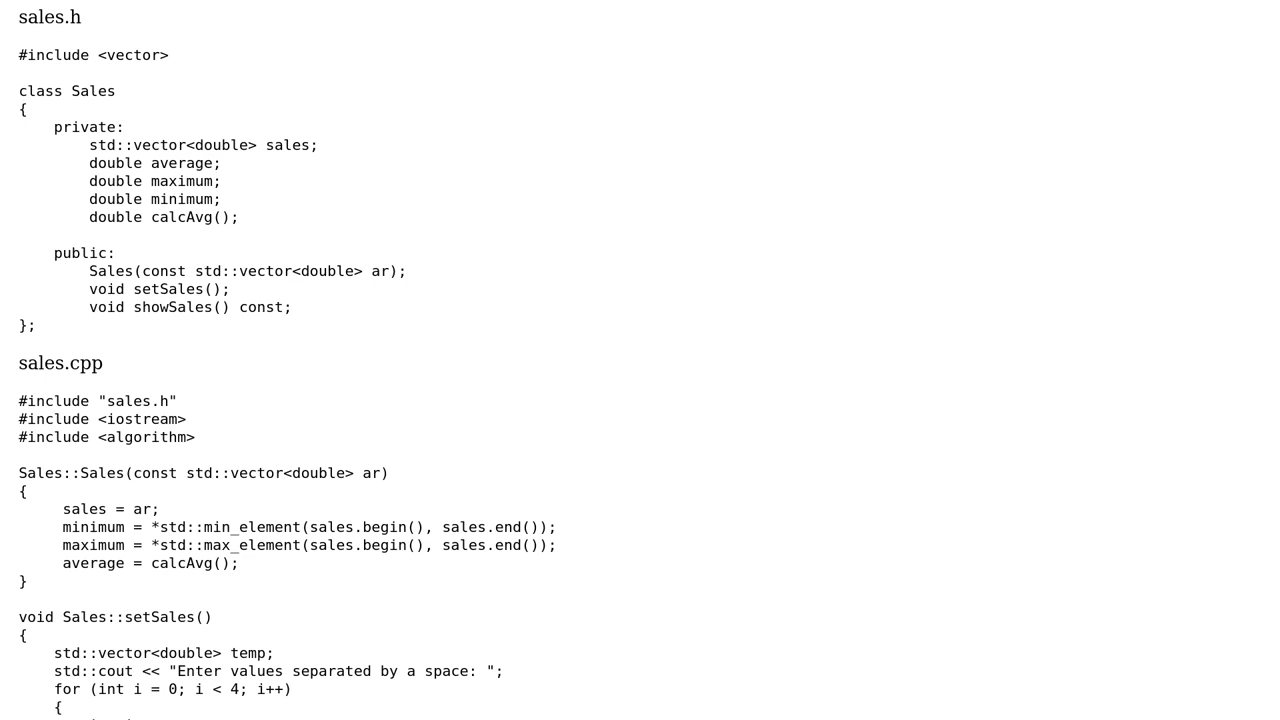 sales.h
#include <vector>
class Sales
{
    private:
        std::vector<double> sales;
        double average;
        double maximum;
        double minimum;
        double calcAvg();
    public:
        Sales(const std::vector<double> ar);
        void setSales();
        void showSales() const;
};
sales.cpp
#include "sales.h"
#include <iostream>
#include <algorithm>
Sales::Sales(const std::vector<double> ar)
{
     sales = ar;
     minimum = *std::min_element(sales.begin(), sales.end());
     maximum = *std::max_element(sales.begin(), sales.end());
     average = calcAvg();
}
void Sales::setSales()
{
    std::vector<double> temp;
    std::cout << "Enter values separated by a space: ";
    for (int i = 0; i < 4; i++)
    {